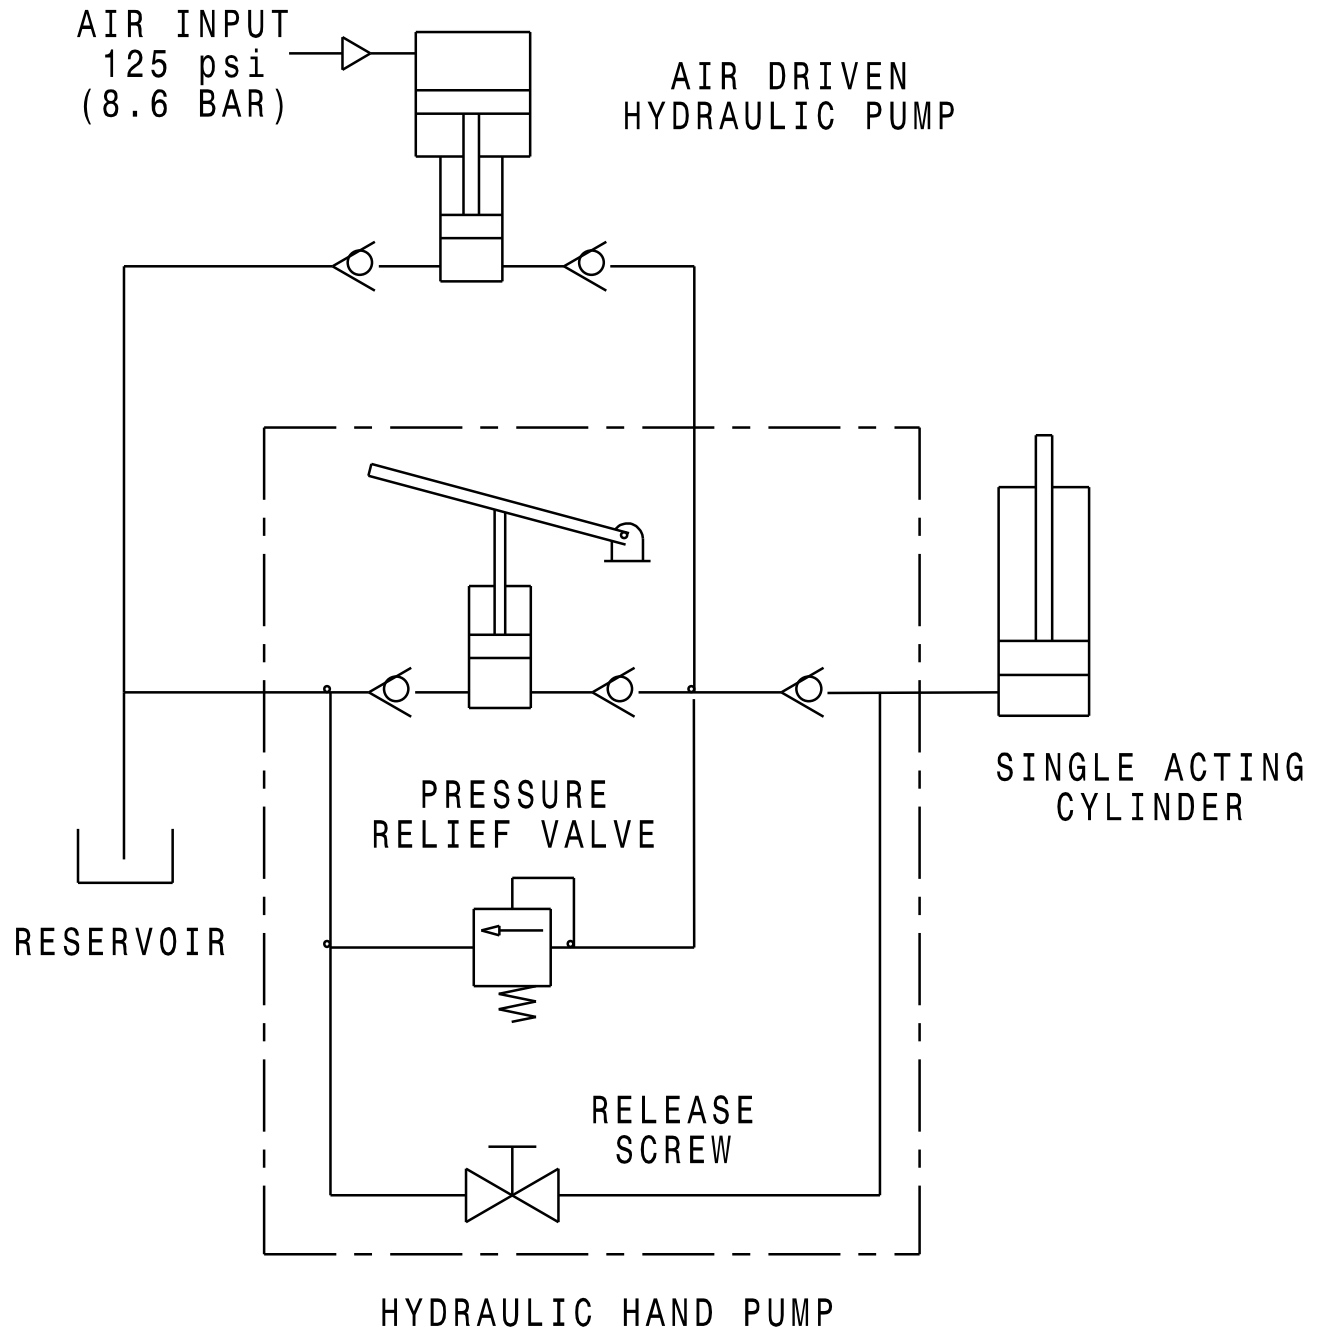 AIR INPUT
125 psi
(8.6 BAR)
AIR DRIVEN
HYDRAULIC PUMP
PRESSURE
RELIEF VALVE
SINGLE ACTING
CYLINDER
RESERVOIR
RELEASE
SCREW
HYDRAULIC HAND PUMP